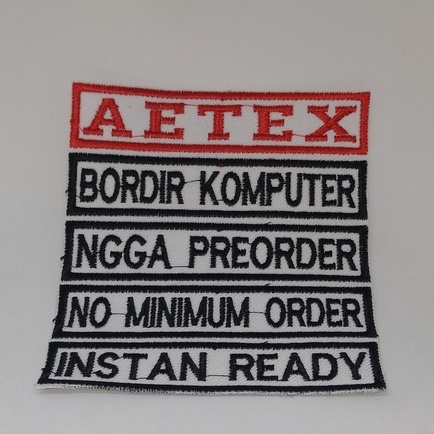 AETEX
BORDIR KOMPUTER
NGGA PREORDER
NO MINIMUM ORDER
INSTAN READY